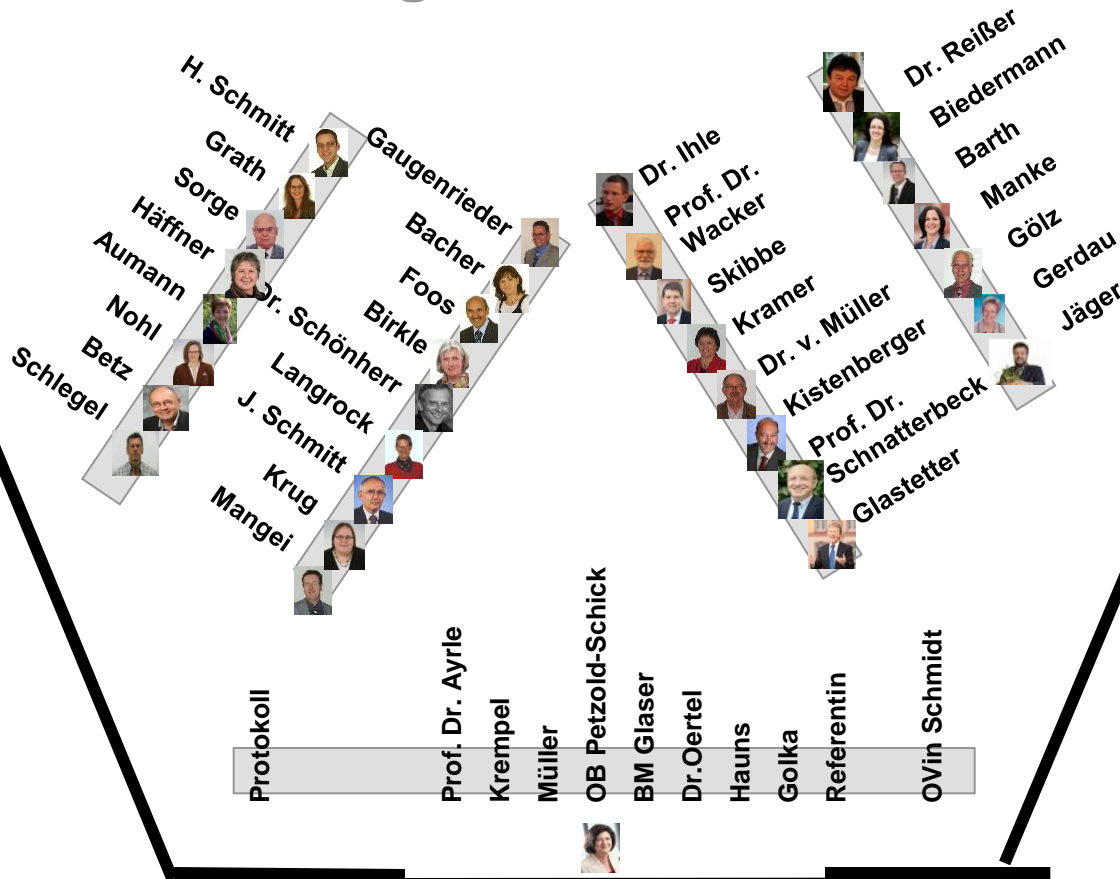 H. Schmitt
Grath
Sorge
Häffner
Aumann
Nohl
Betz
Schlegel
Gaugenrieder
Bacher
Foos
Birkle
Dr. Schönherr
Langrock
J. Schmitt
Krug
Mangei
Dr. Ihle
Prof. Dr.
Wacker
Skibbe
Kramer
Dr. v. Müller
Kistenberger
Prof. Dr.
Schnatterbeck
Glastetter
Dr. Reißer
Biedermann
Barth
Manke
Gölz
Gerdau
Jäger
Protokoll
Prof. Dr. Ayrle
Krempel
Müller
OB Petzold-Schick
BM Glaser
Dr.Oertel
Hauns
Golka
Referentin
OVin Schmidt